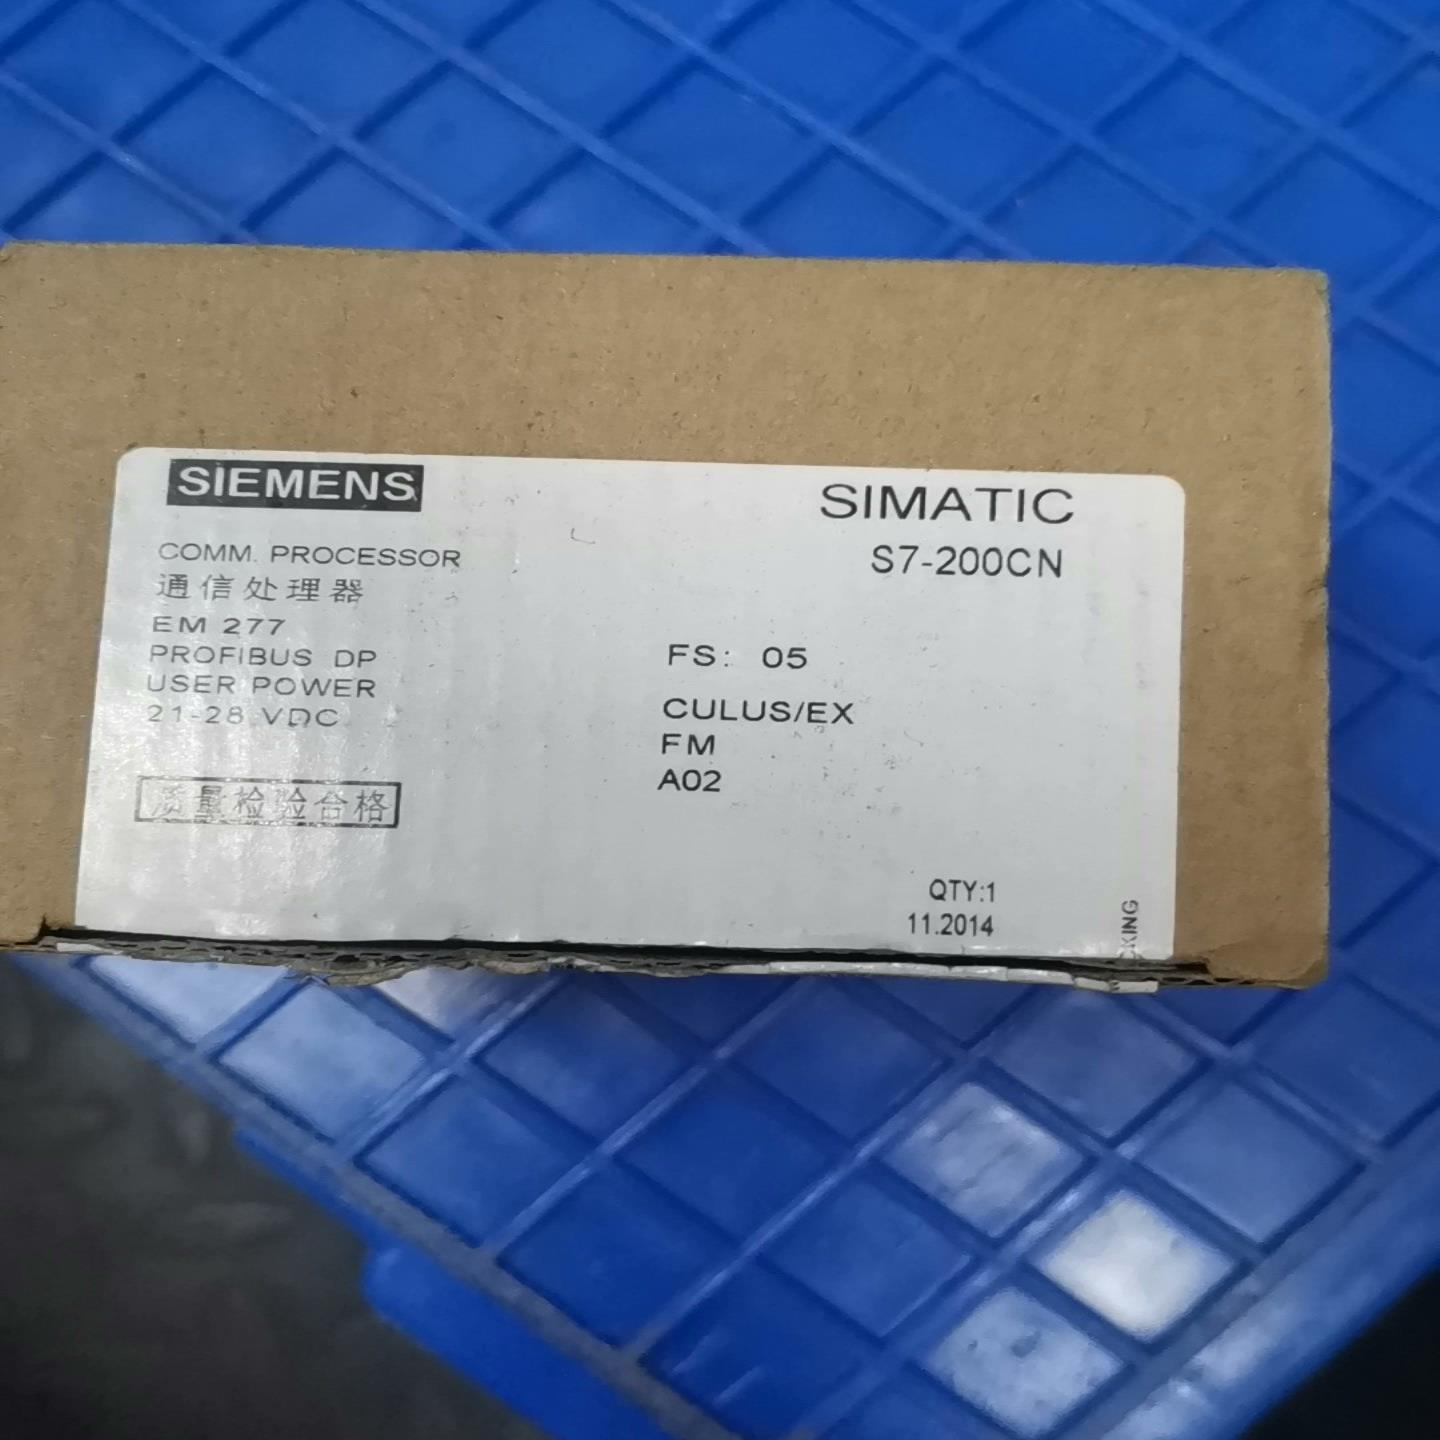 SIEMENS
SIMATIC
S7-200CN
COMM. PROCESSOR
通信处理器
EM 277
PROFIBUS DP
USER POWER
21-28 VDC
FS: 05
CULUS/EX
FM
A02
质量检验合格
QTY:1
11.2014
KING